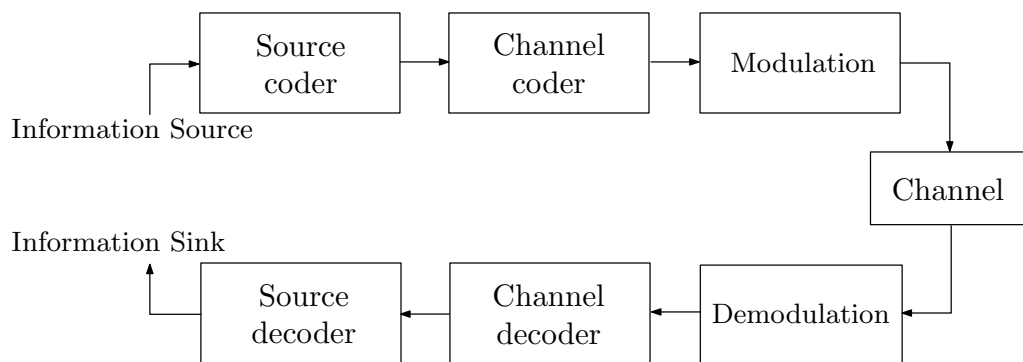 Source
coder
Channel
coder
Modulation
Information Source
Channel
Information Sink
Source
decoder
Channel
decoder
Demodulation